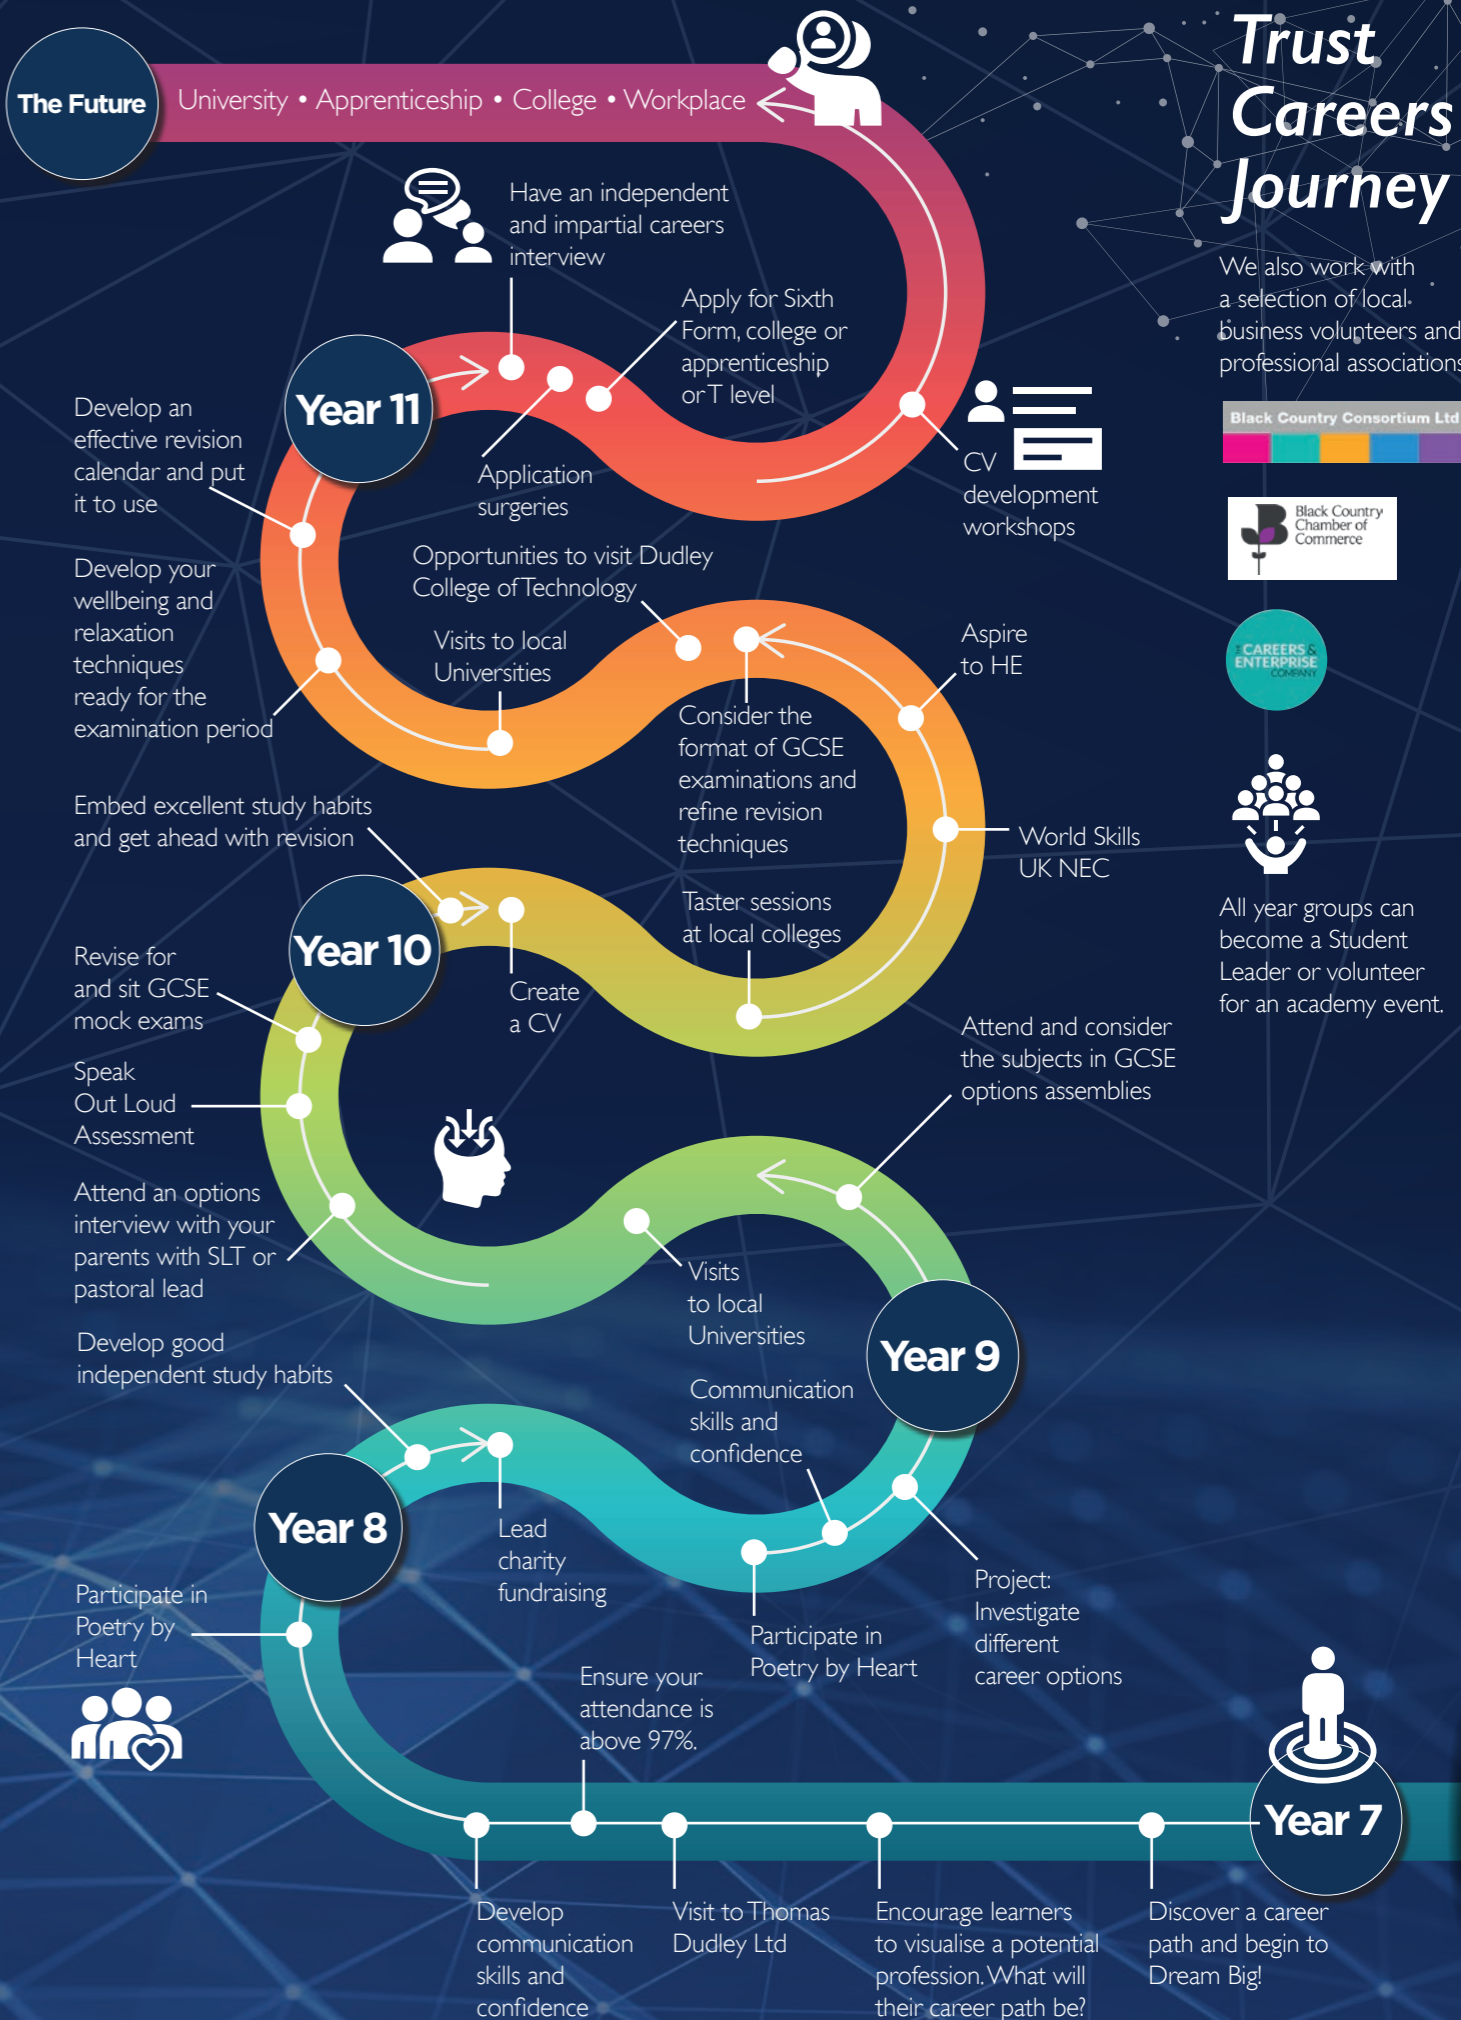 Trust
Careers
Journey
We also work with
a selection of local
business volunteers and
professional associations
Black Country Consortium Ltd
Black Country
Chamber of
Commerce
THE
CAREERS &
ENTERPRISE
COMPANY
All year groups can
become a Student
Leader or volunteer
for an academy event.
The Future
University • Apprenticeship • College • Workplace
Have an independent
and impartial careers
interview
Apply for Sixth
Form, college or
apprenticeship
or T level
Year 11
Application
surgeries
CV
development
workshops
Develop an
effective revision
calendar and put
it to use
Develop your
wellbeing and
relaxation
techniques
ready for the
examination period
Opportunities to visit Dudley
College of Technology
Visits to local
Universities
Consider the
format of GCSE
examinations and
refine revision
techniques
Aspire
to HE
World Skills
UK NEC
Taster sessions
at local colleges
Embed excellent study habits
and get ahead with revision
Year 10
Create
a CV
Revise for
and sit GCSE
mock exams
Speak
Out Loud
Assessment
Attend an options
interview with your
parents with SLT or
pastoral lead
Attend and consider
the subjects in GCSE
options assemblies
Visits
to local
Universities
Year 9
Communication
skills and
confidence
Project:
Investigate
different
career options
Participate in
Poetry by Heart
Develop good
independent study habits
Lead
charity
fundraising
Year 8
Participate in
Poetry by
Heart
Ensure your
attendance is
above 97%.
Year 7
Develop
communication
skills and
confidence
Visit to Thomas
Dudley Ltd
Encourage learners
to visualise a potential
profession. What will
their career path be?
Discover a career
path and begin to
Dream Big!